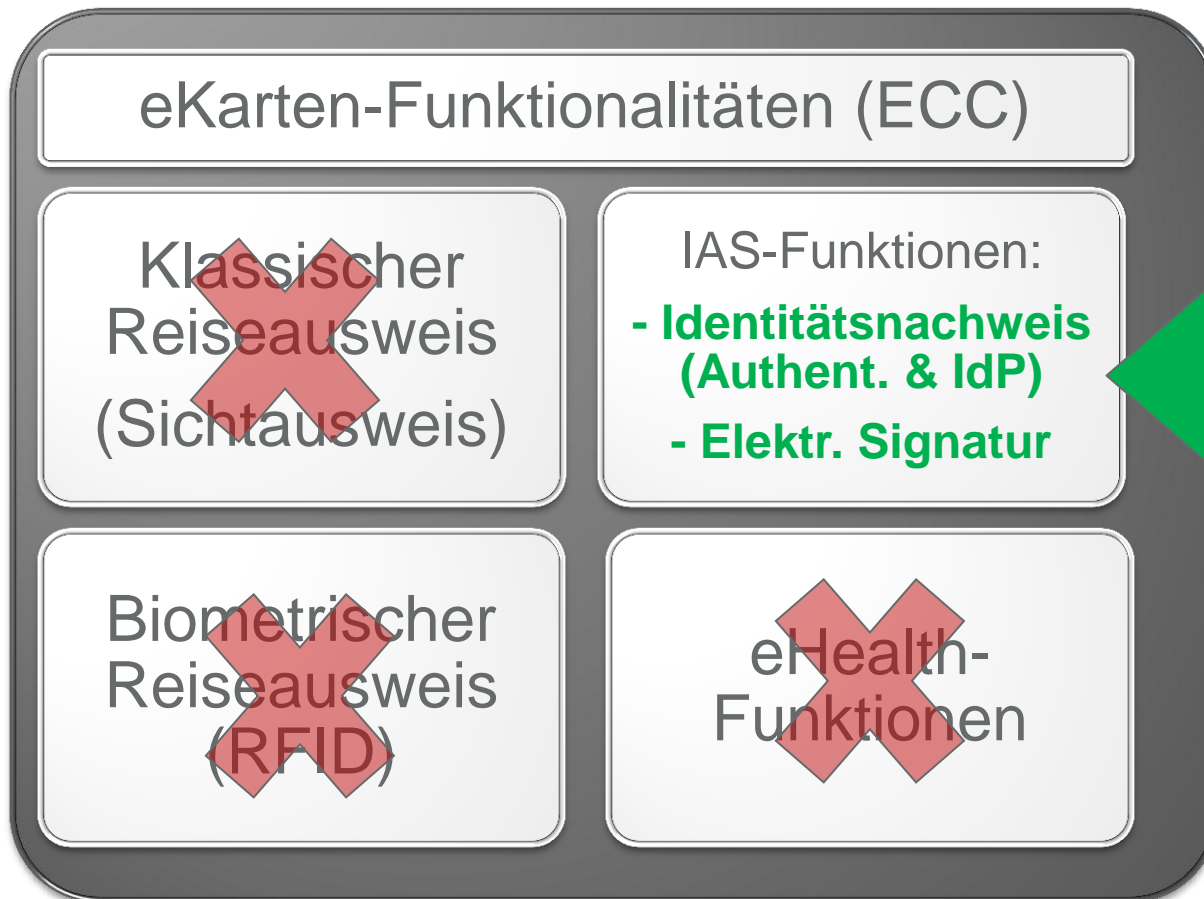 eKarten-Funktionalitäten (ECC)
Klassischer
Reiseausweis
(Sichtausweis)
IAS-Funktionen:
- Identitätsnachweis
(Authent. & IdP)
- Elektr. Signatur
Biometrischer
Reiseausweis
(RFID)
eHealth-
Funktionen